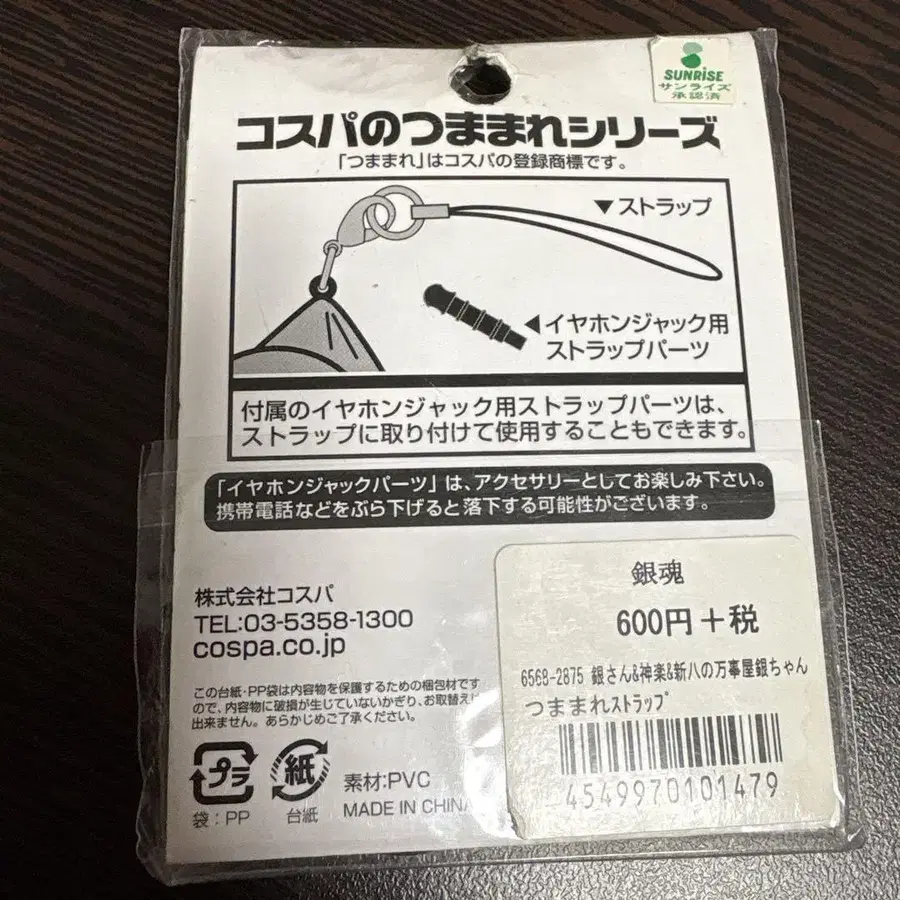 SUNRISE
サンライズ
承認済
コスパのつままれシリーズ
「つままれ」はコスパの登録商標です。
▼ストラップ
◀イヤホンジャック用
ストラップパーツ
付属のイヤホンジャック用ストラップパーツは、
ストラップに取り付けて使用することもできます。
「イヤホンジャックパーツ」は、アクセサリーとしてお楽しみ下さい。
携帯電話などをぶら下げると落下する可能性がございます。
株式会社コスパ
TEL:03-5358-1300
cospa.co.jp
この台紙・PP袋は内容物を保護するための梱包材です
ので、内容物に破損が生じていないかぎり、お取替えは
出来ません。あらかじめご了承ください。
プラ
袋:PP
紙
台紙
素材:PVC
MADE IN CHINA
銀魂
600円+税
6568-2875 銀さん&神楽&新八の万事屋銀ちゃん
つままれストラップ
4549970101479